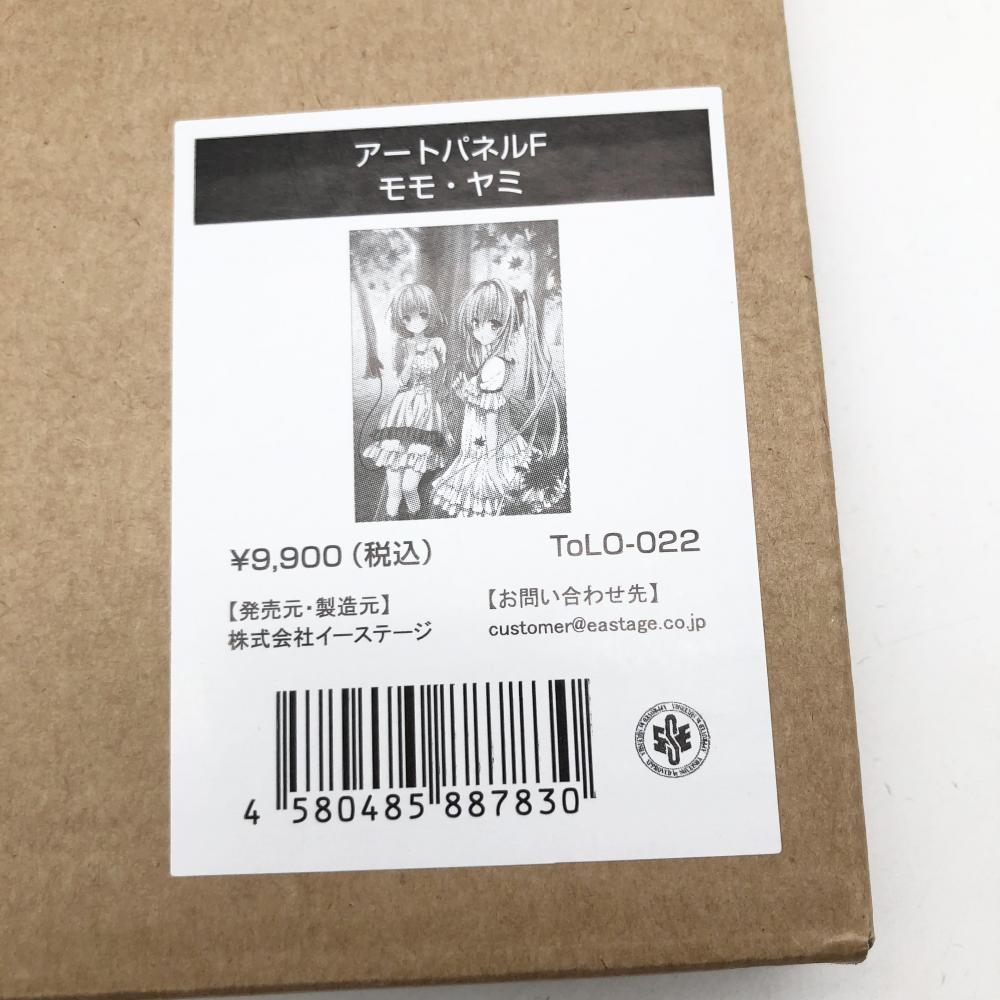 アートパネルF
モモ・ヤミ
¥9,900（税込）
ToLO-022
【発売元・製造元】
株式会社イーステージ
【お問い合わせ先】
customer@eastage.co.jp
4 580485 887830